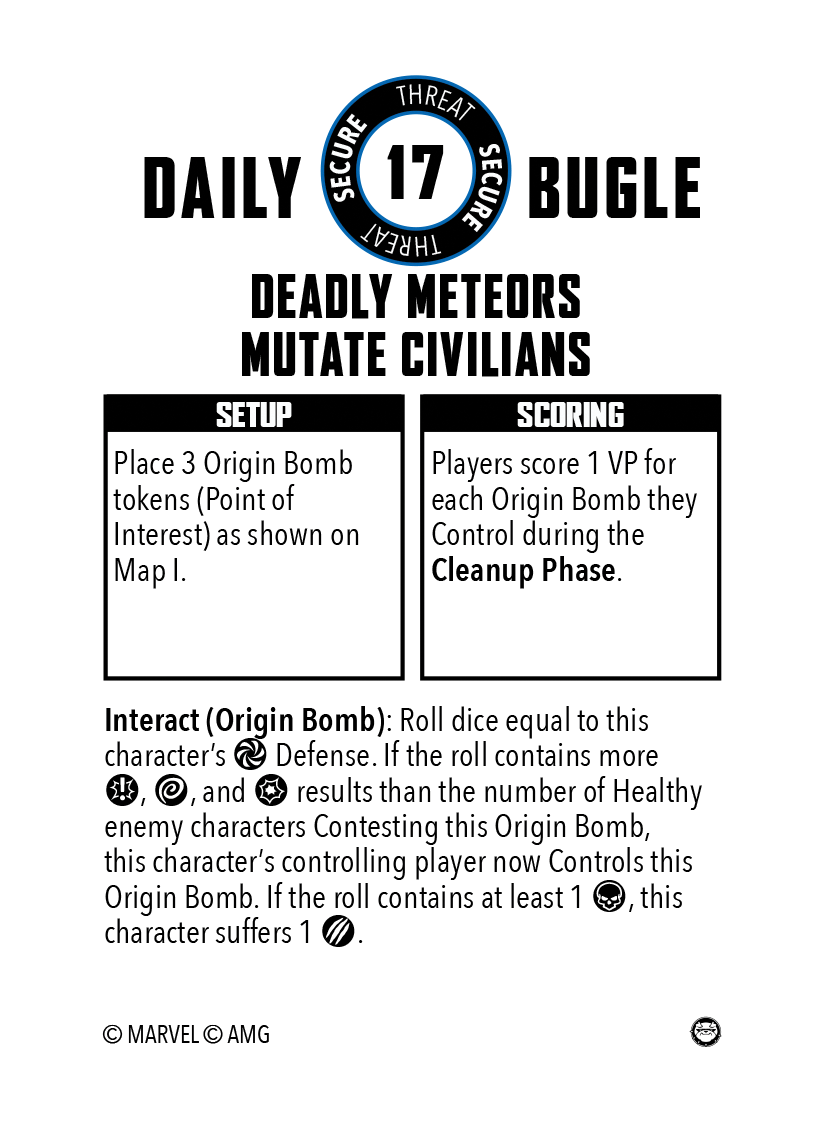 DAILY BUGLE
THREAT
SECURE
17
SECURE
THREAT
DEADLY METEORS
MUTATE CIVILIANS
SETUP
Place 3 Origin Bomb
tokens (Point of
Interest) as shown on
Map I.
SCORING
Players score 1 VP for
each Origin Bomb they
Control during the
Cleanup Phase.
Interact (Origin Bomb): Roll dice equal to this
character’s Defense. If the roll contains more
, , and results than the number of Healthy
enemy characters Contesting this Origin Bomb,
this character’s controlling player now Controls this
Origin Bomb. If the roll contains at least 1 , this
character suffers 1 .
© MARVEL © AMG